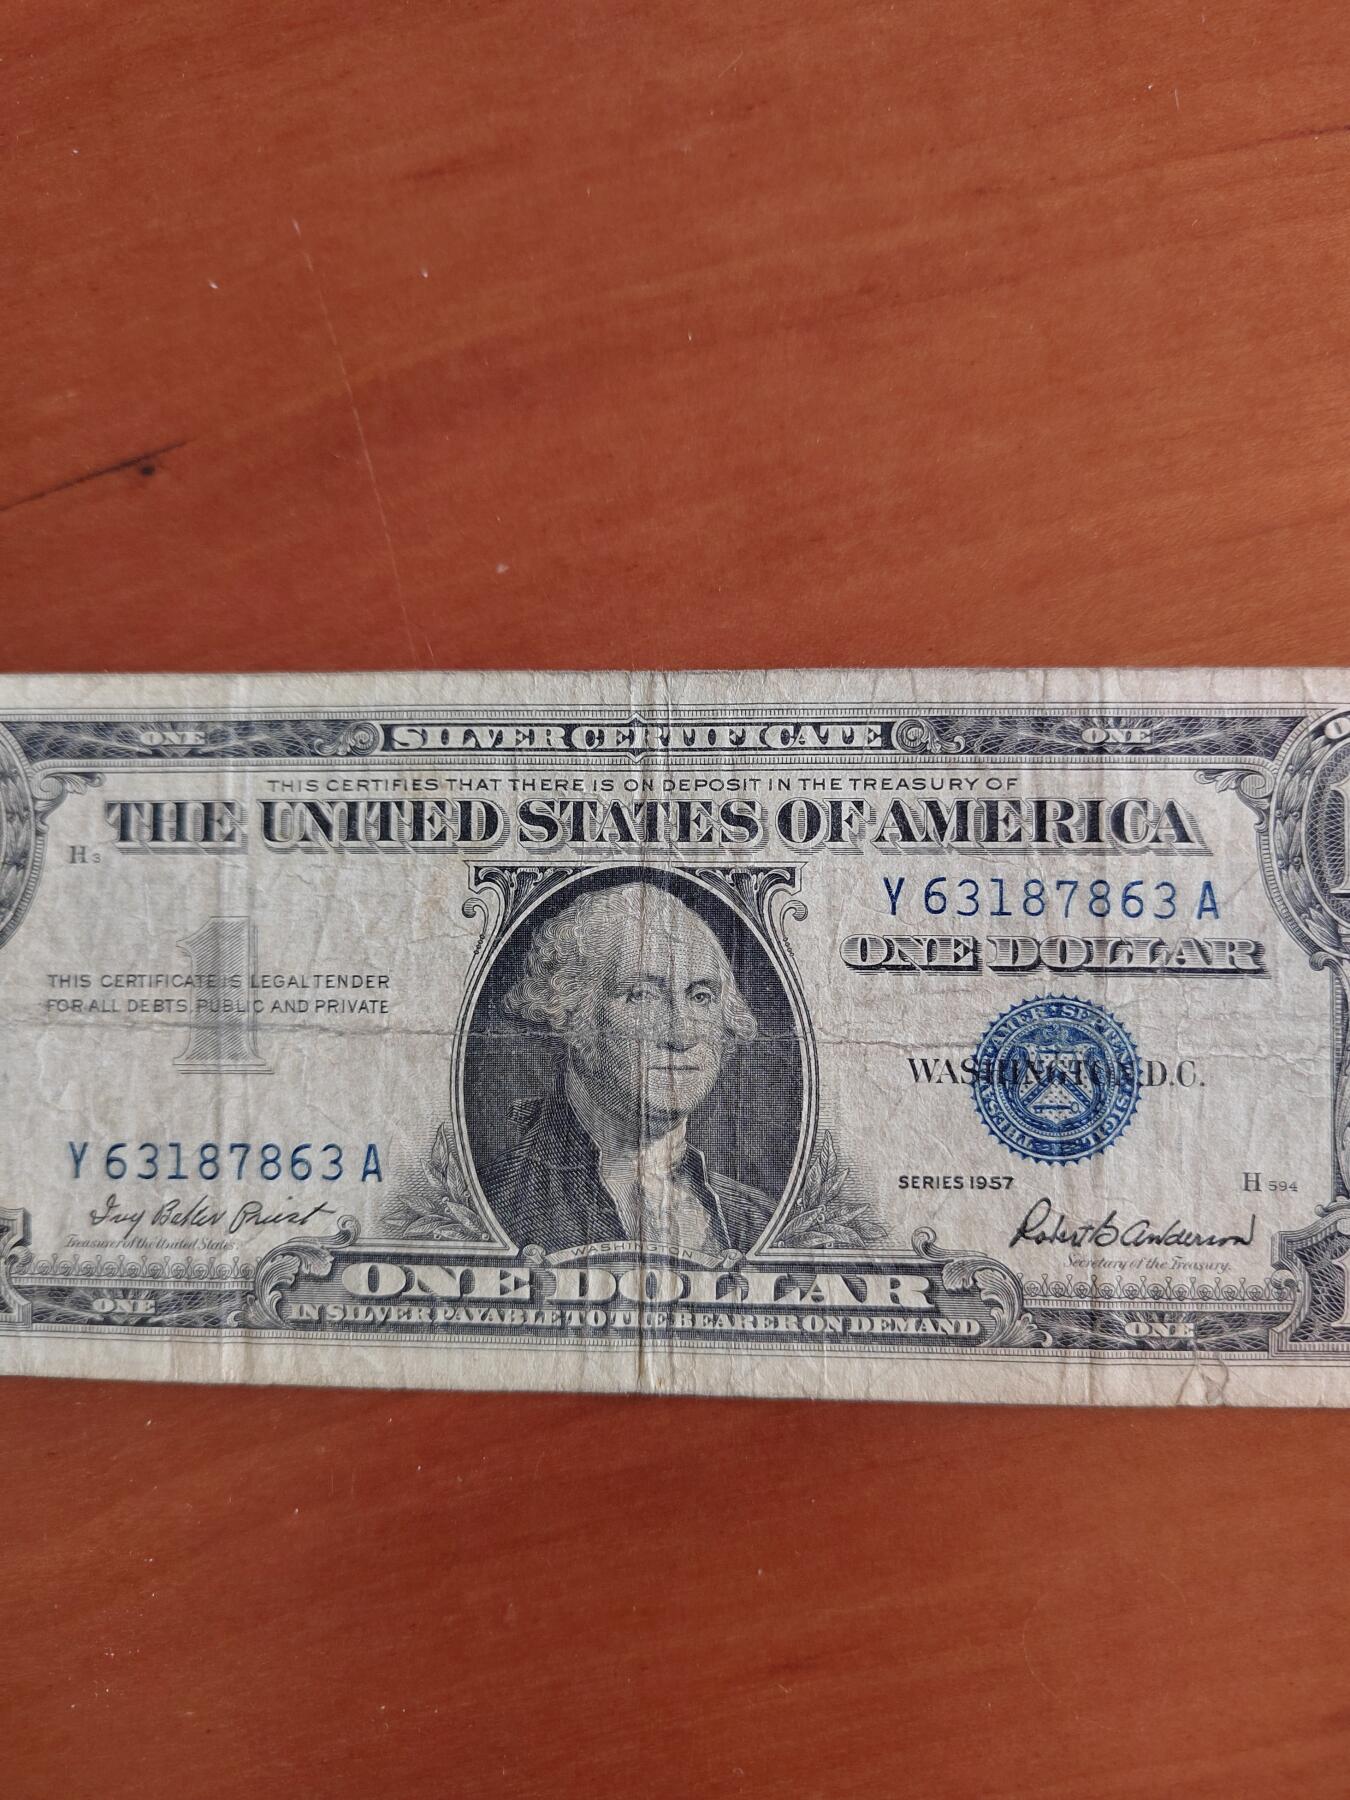 ONE SILVER CERTIFICATE ONE
THIS CERTIFIES THAT THERE IS ON DEPOSIT IN THE TREASURY OF
THE UNITED STATES OF AMERICA
H 3
Y 63187863 A
ONE DOLLAR
THIS CERTIFICATE IS LEGAL TENDER
FOR ALL DEBTS, PUBLIC AND PRIVATE
1
WASHINGTON, D.C.
Y 63187863 A
SERIES 1957
H 594
Ivy Baker Priest
Treasurer of the United States.
Robert B Anderson
Secretary of the Treasury.
WASHINGTON
ONE DOLLAR
ONE
IN SILVER PAYABLE TO THE BEARER ON DEMAND
ONE